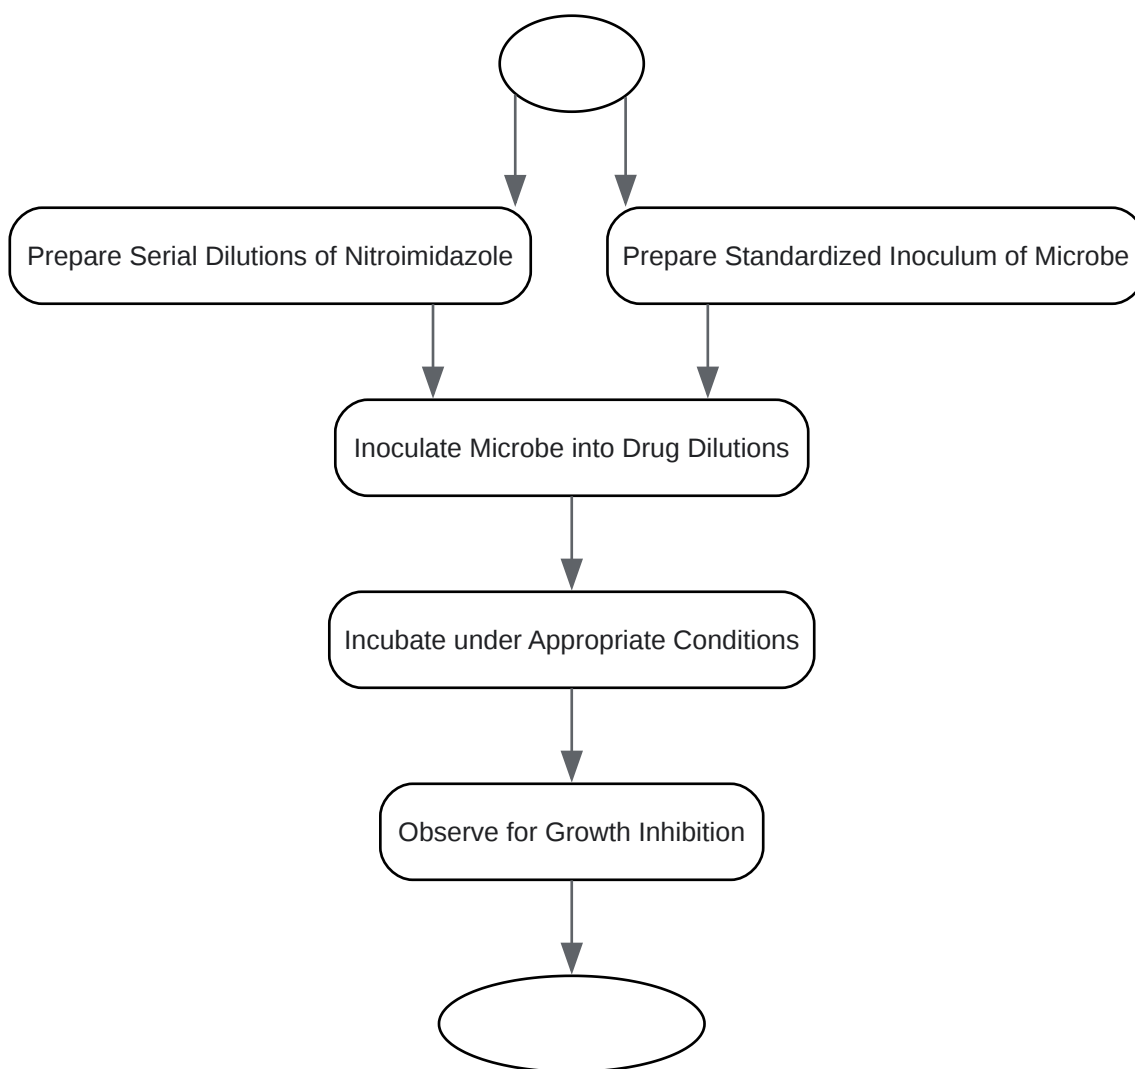 Prepare Serial Dilutions of Nitroimidazole
Prepare Standardized Inoculum of Microbe
Inoculate Microbe into Drug Dilutions
Incubate under Appropriate Conditions
Observe for Growth Inhibition